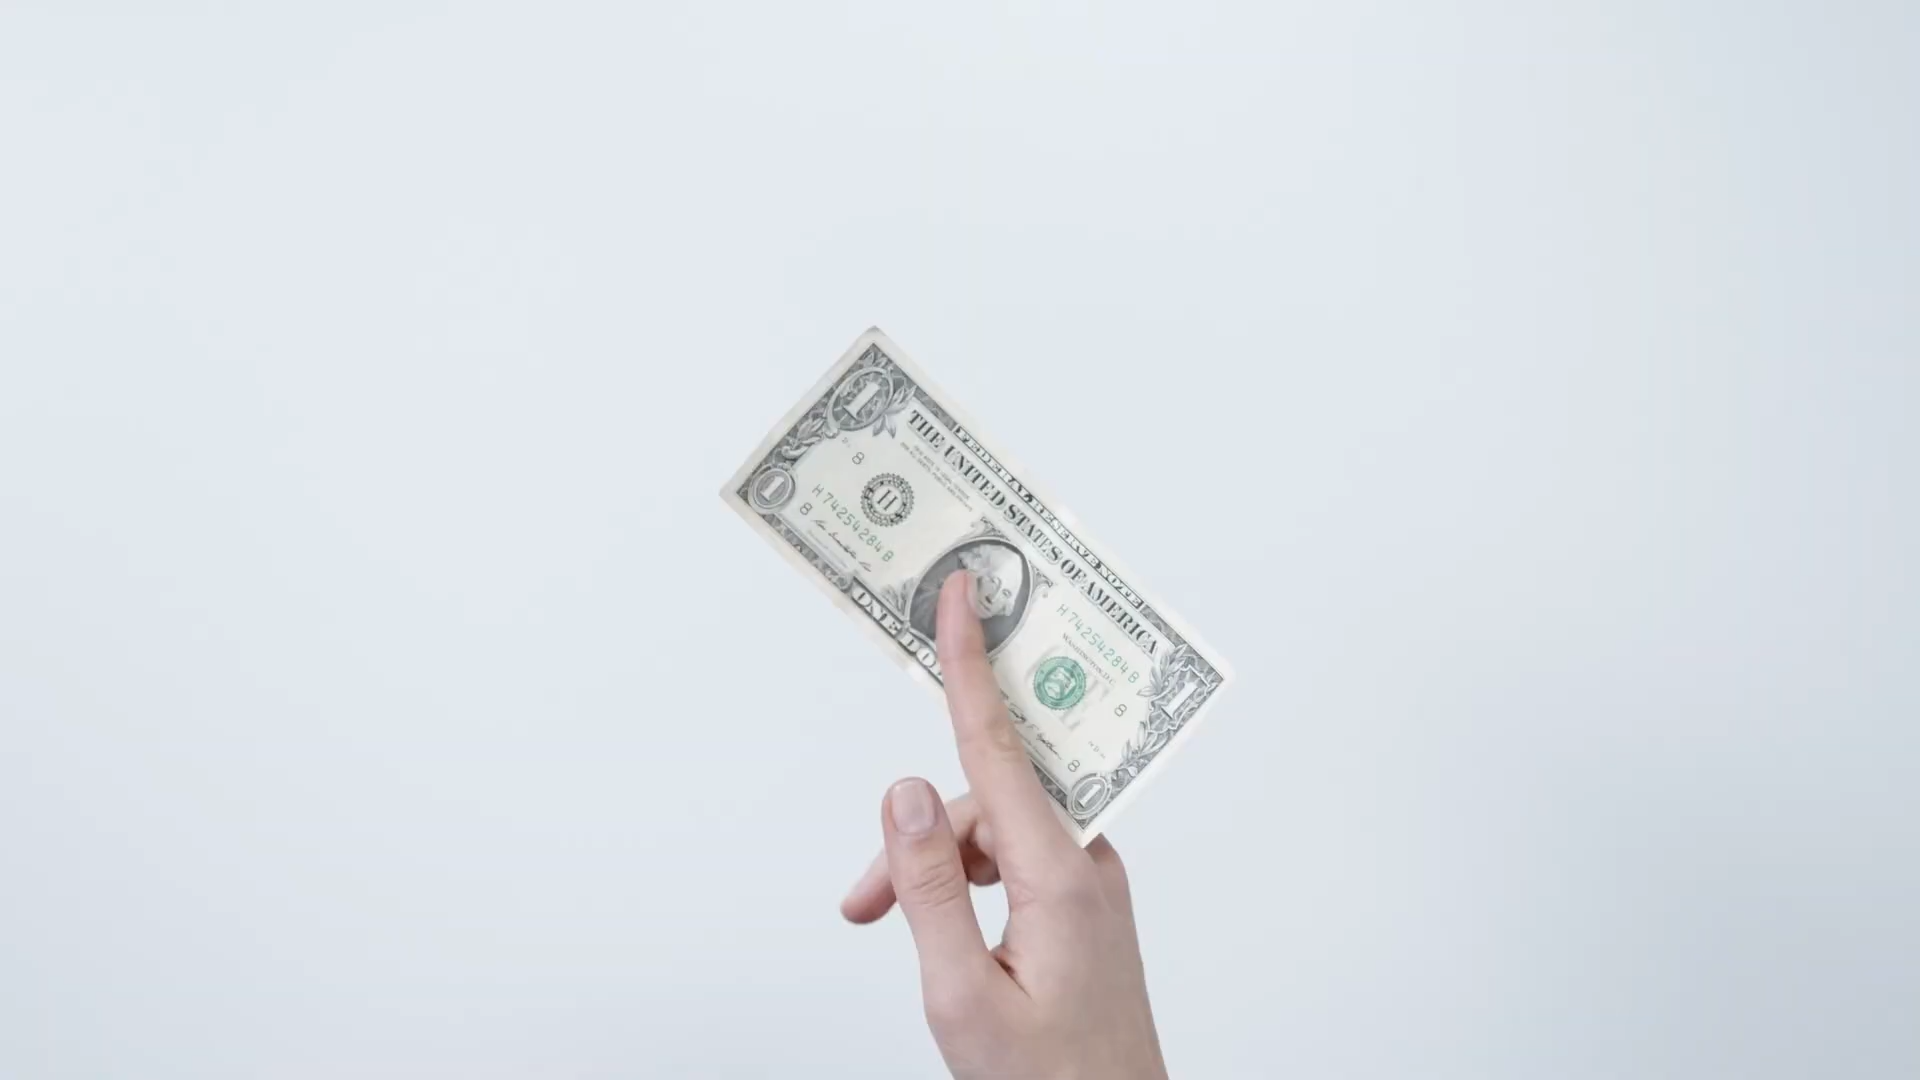 FEDERAL RESERVE NOTE
THE UNITED STATES OF AMERICA
1
1
8
H
H 74254284 B
8
H 74254284 B
WASHINGTON, D.C.
8
8
1
1
ONE DO